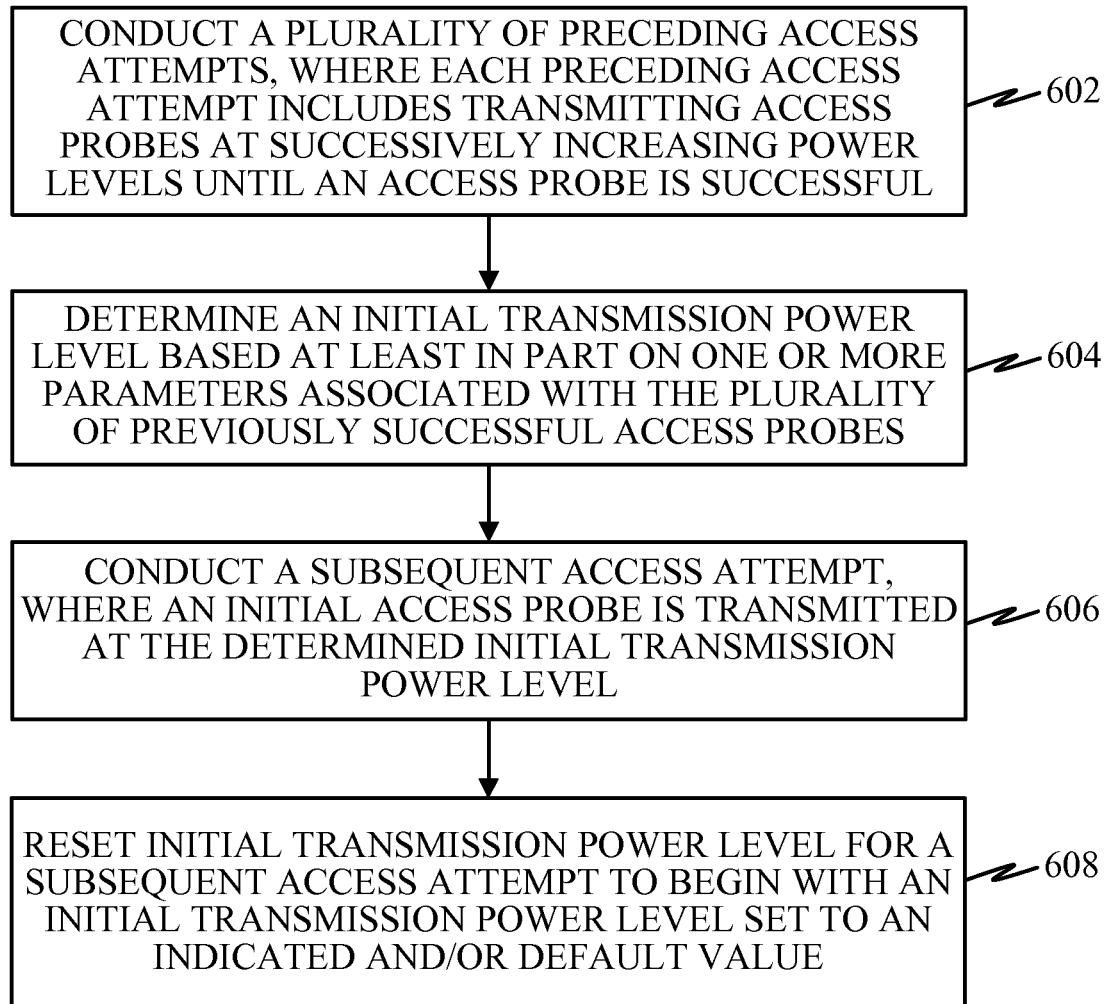 CONDUCT A PLURALITY OF PRECEDING ACCESS
ATTEMPTS, WHERE EACH PRECEDING ACCESS
ATTEMPT INCLUDES TRANSMITTING ACCESS
PROBES AT SUCCESSIVELY INCREASING POWER
LEVELS UNTIL AN ACCESS PROBE IS SUCCESSFUL
602
DETERMINE AN INITIAL TRANSMISSION POWER
LEVEL BASED AT LEAST IN PART ON ONE OR MORE
PARAMETERS ASSOCIATED WITH THE PLURALITY
OF PREVIOUSLY SUCCESSFUL ACCESS PROBES
604
CONDUCT A SUBSEQUENT ACCESS ATTEMPT,
WHERE AN INITIAL ACCESS PROBE IS TRANSMITTED
AT THE DETERMINED INITIAL TRANSMISSION
POWER LEVEL
606
RESET INITIAL TRANSMISSION POWER LEVEL FOR A
SUBSEQUENT ACCESS ATTEMPT TO BEGIN WITH AN
INITIAL TRANSMISSION POWER LEVEL SET TO AN
INDICATED AND/OR DEFAULT VALUE
608